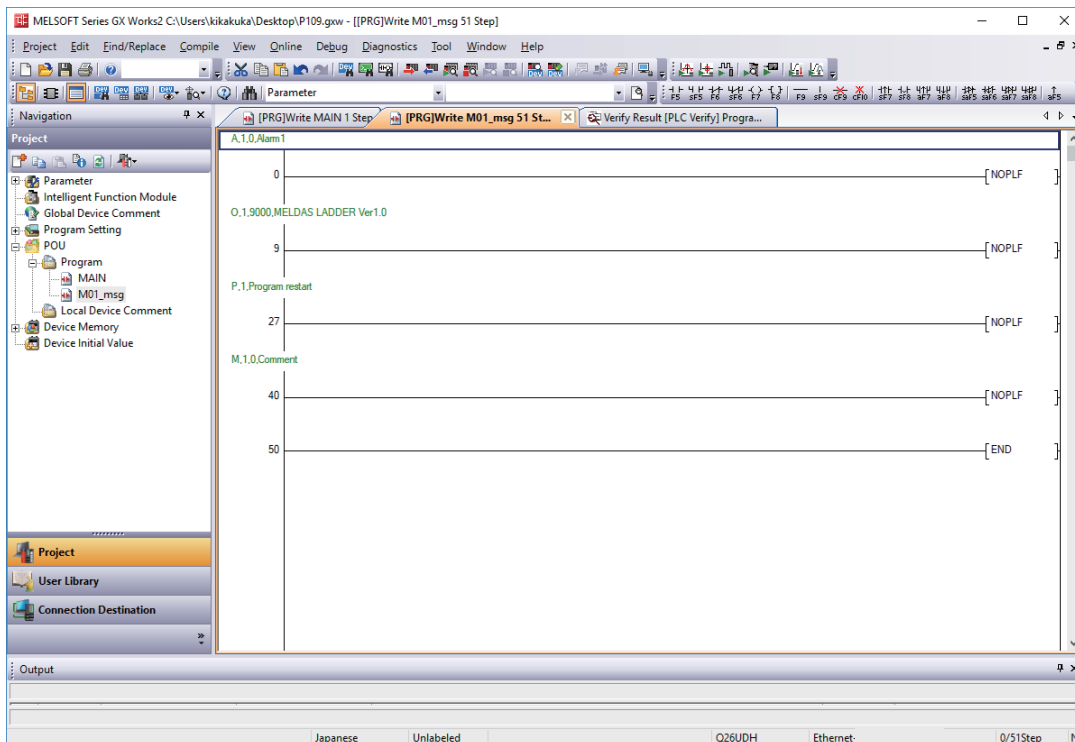 MELSOFT Series GX Works2 C:\Users\kikakuka\Desktop\P109.gxw - [[PRG]Write M01_msg 51 Step]
Project Edit Find/Replace Compile View Online Debug Diagnostics Tool Window Help
Parameter
Navigation
[PRG]Write MAIN 1 Step [PRG]Write M01_msg 51 St... Verify Result [PLC Verify] Progra...
Project
Parameter
Intelligent Function Module
Global Device Comment
Program Setting
POU
Program
MAIN
M01_msg
Local Device Comment
Device Memory
Device Initial Value
A,1,0,Alarm1
0 [NOPLF ]
O,1,9000,MELDAS LADDER Ver1.0
9 [NOPLF ]
P,1,Program restart
27 [NOPLF ]
M,1,0,Comment
40 [NOPLF ]
50 [END ]
Project
User Library
Connection Destination
Output
Japanese Unlabeled Q26UDH Ethernet- 0/51Step